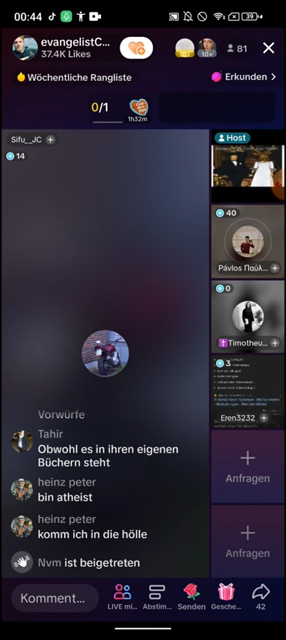 00:44
39
evangelistC...
37.4K Likes
10+
81
Wöchentliche Rangliste
Erkunden >
0/1
1h32m
Sifu__JC +
14
Host
40
Pávlos Παύλ... +
0
Timotheu... +
3
Eren3232 +
Anfragen
Anfragen
Vorwürfe
Tahir
Obwohl es in ihren eigenen
Büchern steht
heinz peter
bin atheist
heinz peter
komm ich in die hölle
Nvm ist beigetreten
Komment...
LIVE mi...
Abstim...
Senden
Gesche...
42